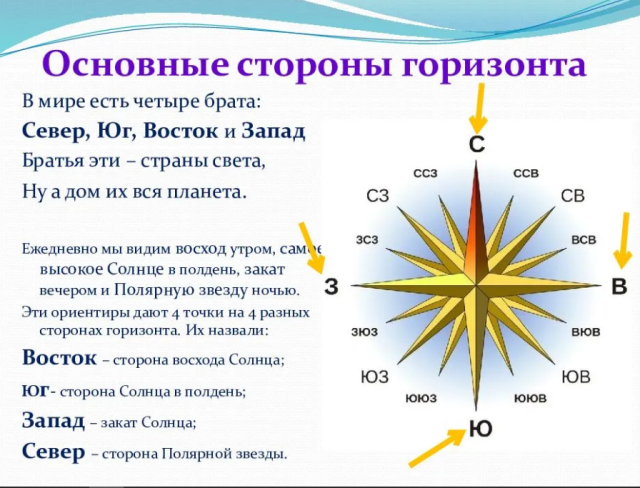 Основные стороны горизонта
В мире есть четыре брата:
Север, Юг, Восток и Запад
Братья эти – страны света,
Ну а дом их вся планета.
Ежедневно мы видим восход утром, самое
высокое Солнце в полдень, закат
вечером и Полярную звезду ночью.
Эти ориентиры дают 4 точки на 4 разных
сторонах горизонта. Их назвали:
Восток – сторона восхода Солнца;
юг- сторона Солнца в полдень;
Запад – закат Солнца;
Север – сторона Полярной звезды.
С
ССЗ ССВ
СЗ СВ
ЗСЗ ВСВ
З В
ЗЮЗ ВЮВ
ЮЗ ЮВ
ЮЮЗ ЮЮВ
Ю